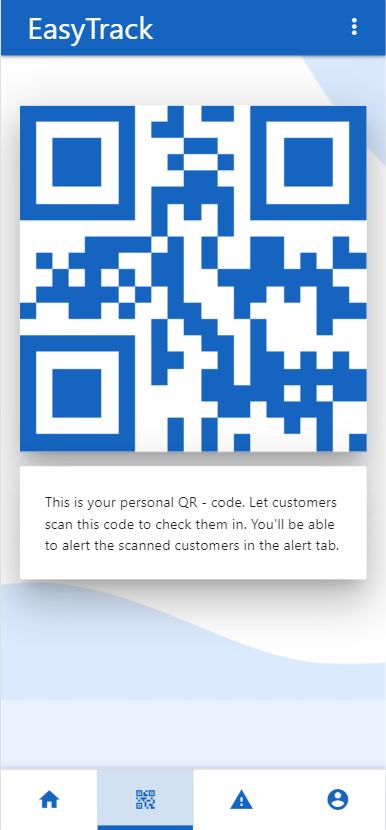 EasyTrack
This is your personal QR - code. Let customers
scan this code to check them in. You'll be able
to alert the scanned customers in the alert tab.